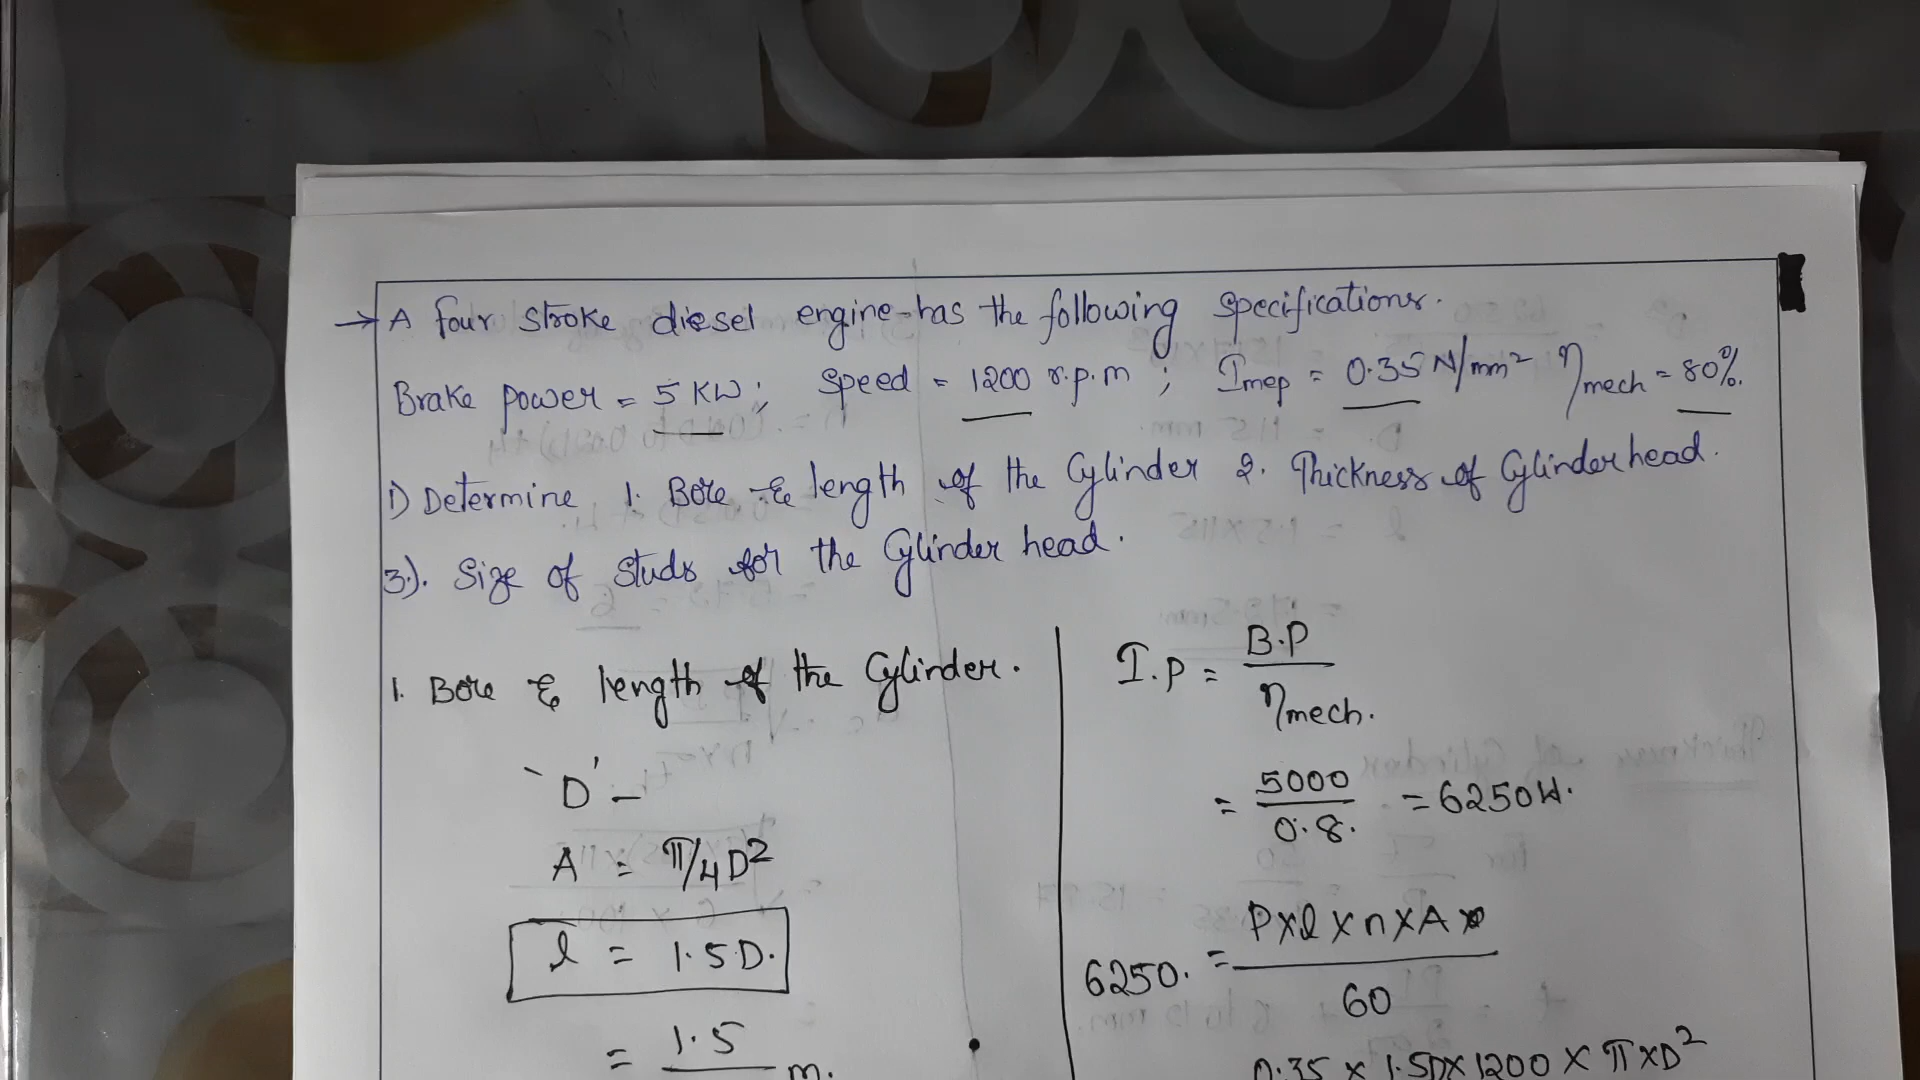 → A four stroke diesel engine-has the following specifications.
Brake power = 5 KW; Speed = 1200 r.p.m ; Imep = 0.35 N/mm² ηmech = 80%.
1) Determine 1. Bore & length of the Cylinder 2. Thickness of Cylinder head.
3.). Size of studs for the Cylinder head.
1. Bore & length of the Cylinder.
'D' –
A = π/4 D²
l = 1.5 D.
= 1.5
m.
I.P = B.P / ηmech.
= 5000 / 0.8. = 6250W.
6250. = P x l x n x A x / 60
0.35 x 1.5D x 1200 x π x D²